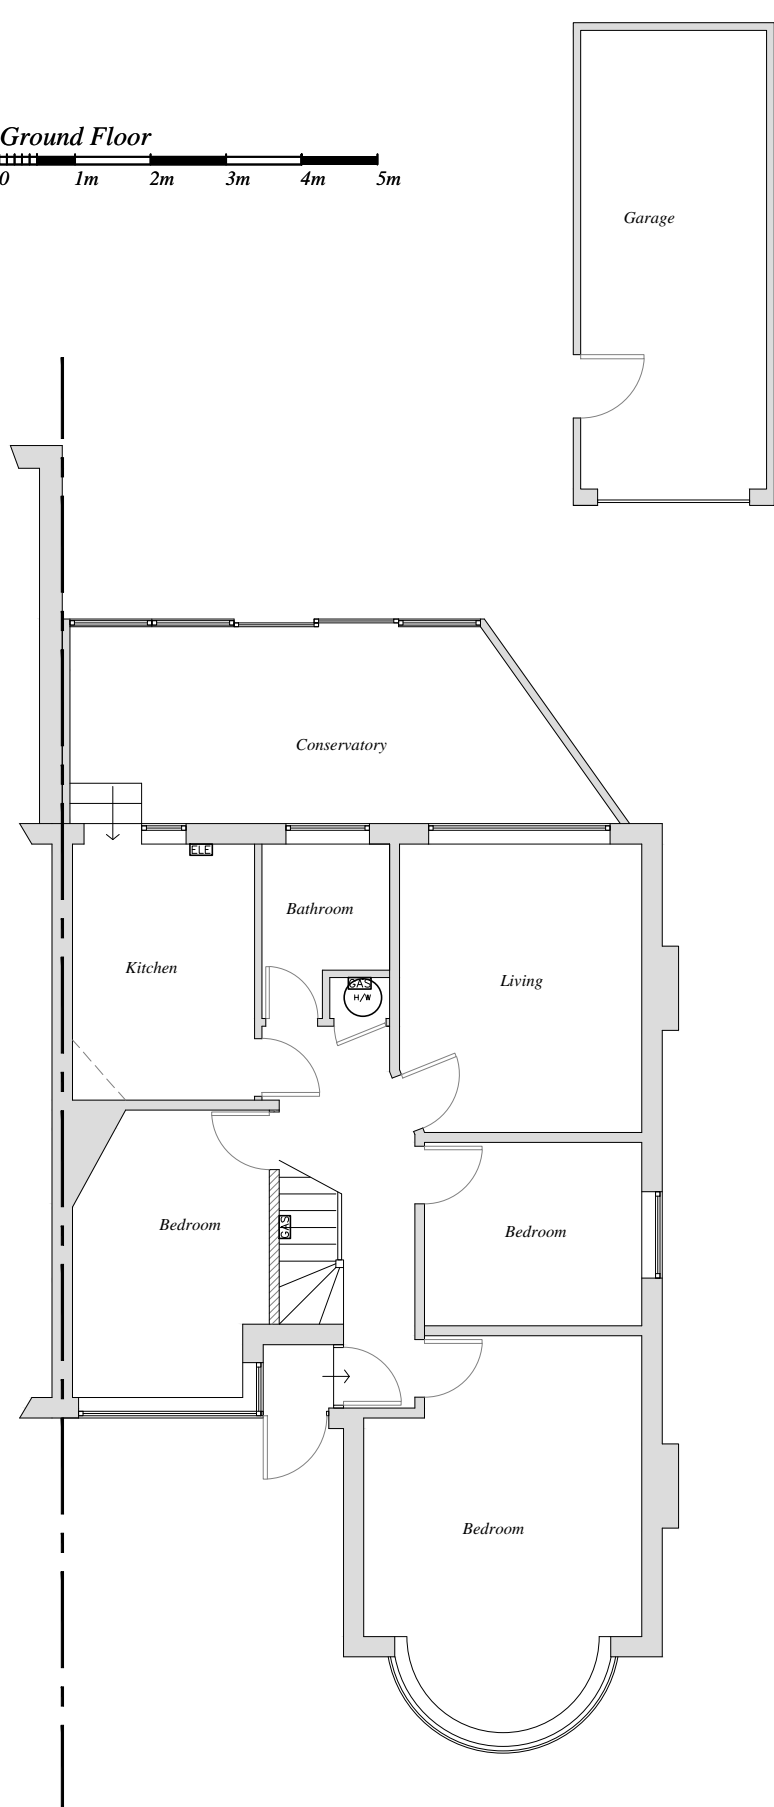 Ground Floor
0 1m 2m 3m 4m 5m
Garage
Conservatory
ELE
Bathroom
Kitchen
Living
GAS
H/W
Bedroom
GAS
Bedroom
Bedroom